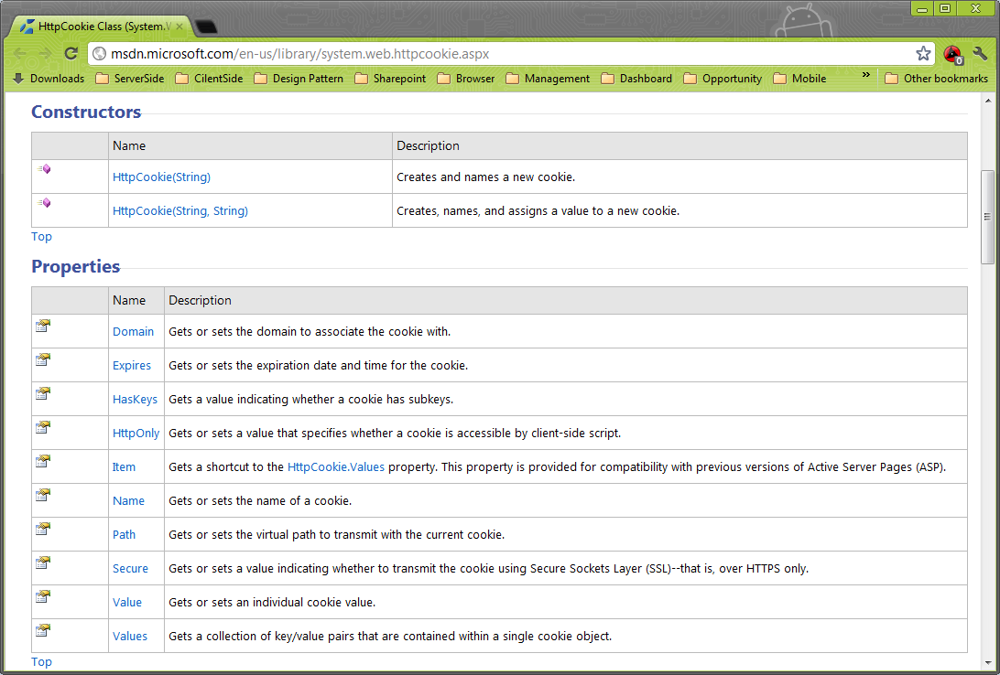 HttpCookie Class (System.W
msdn.microsoft.com/en-us/library/system.web.httpcookie.aspx
0
Downloads ServerSide CilentSide Design Pattern Sharepoint Browser Management Dashboard Opportunity Mobile » Other bookmarks
Constructors
Name Description
HttpCookie(String) Creates and names a new cookie.
HttpCookie(String, String) Creates, names, and assigns a value to a new cookie.
Top
Properties
Name Description
Domain Gets or sets the domain to associate the cookie with.
Expires Gets or sets the expiration date and time for the cookie.
HasKeys Gets a value indicating whether a cookie has subkeys.
HttpOnly Gets or sets a value that specifies whether a cookie is accessible by client-side script.
Item Gets a shortcut to the HttpCookie.Values property. This property is provided for compatibility with previous versions of Active Server Pages (ASP).
Name Gets or sets the name of a cookie.
Path Gets or sets the virtual path to transmit with the current cookie.
Secure Gets or sets a value indicating whether to transmit the cookie using Secure Sockets Layer (SSL)--that is, over HTTPS only.
Value Gets or sets an individual cookie value.
Values Gets a collection of key/value pairs that are contained within a single cookie object.
Top